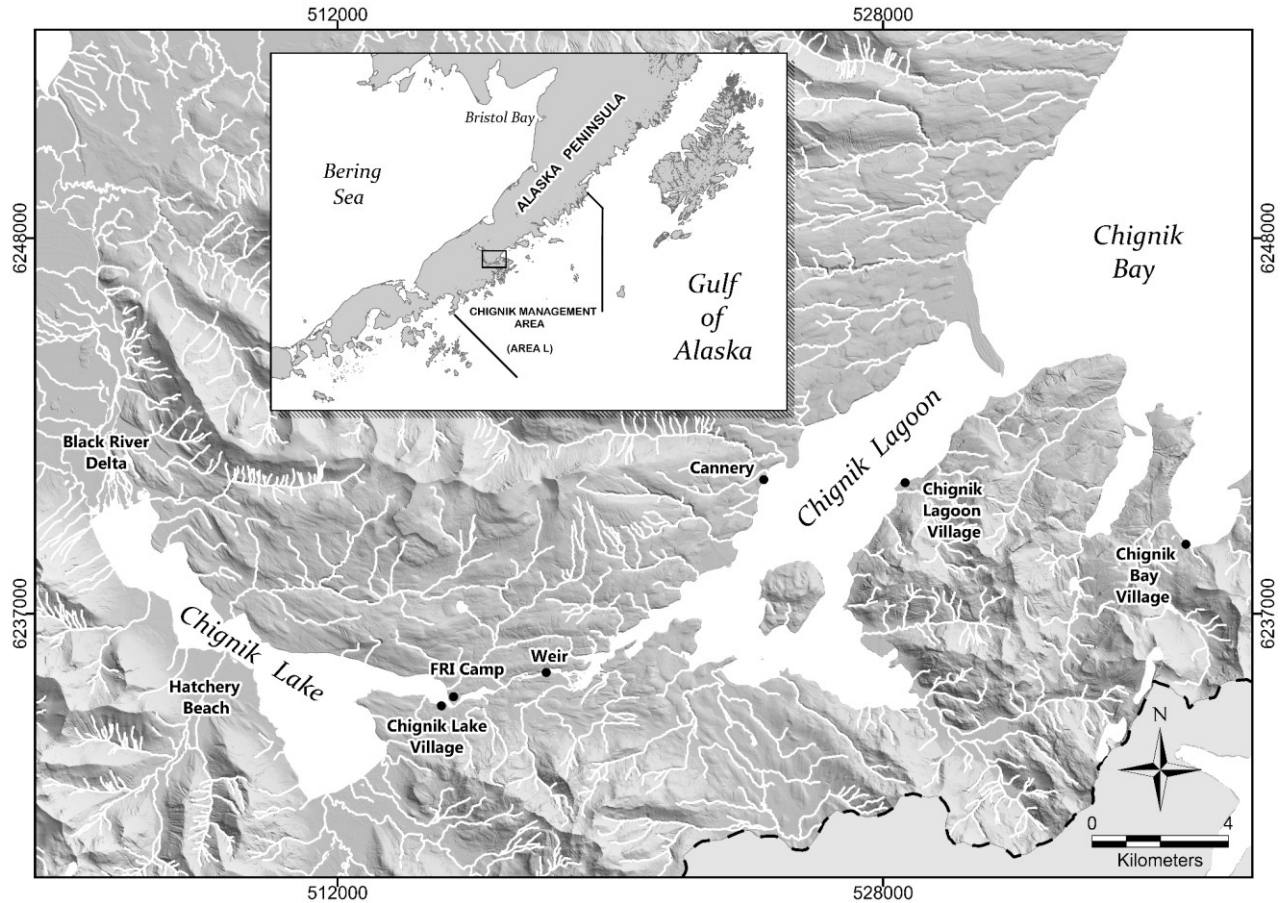 512000
528000
6248000
6248000
Bristol Bay
ALASKA PENINSULA
Bering
Sea
CHIGNIK MANAGEMENT
AREA
(AREA L)
Gulf
of
Alaska
Chignik
Bay
Black River
Delta
Cannery
Chignik Lagoon
Chignik
Lagoon
Village
Chignik
Bay
Village
6237000
6237000
Chignik Lake
Hatchery
Beach
FRI Camp
Weir
Chignik Lake
Village
N
0
4
Kilometers
512000
528000